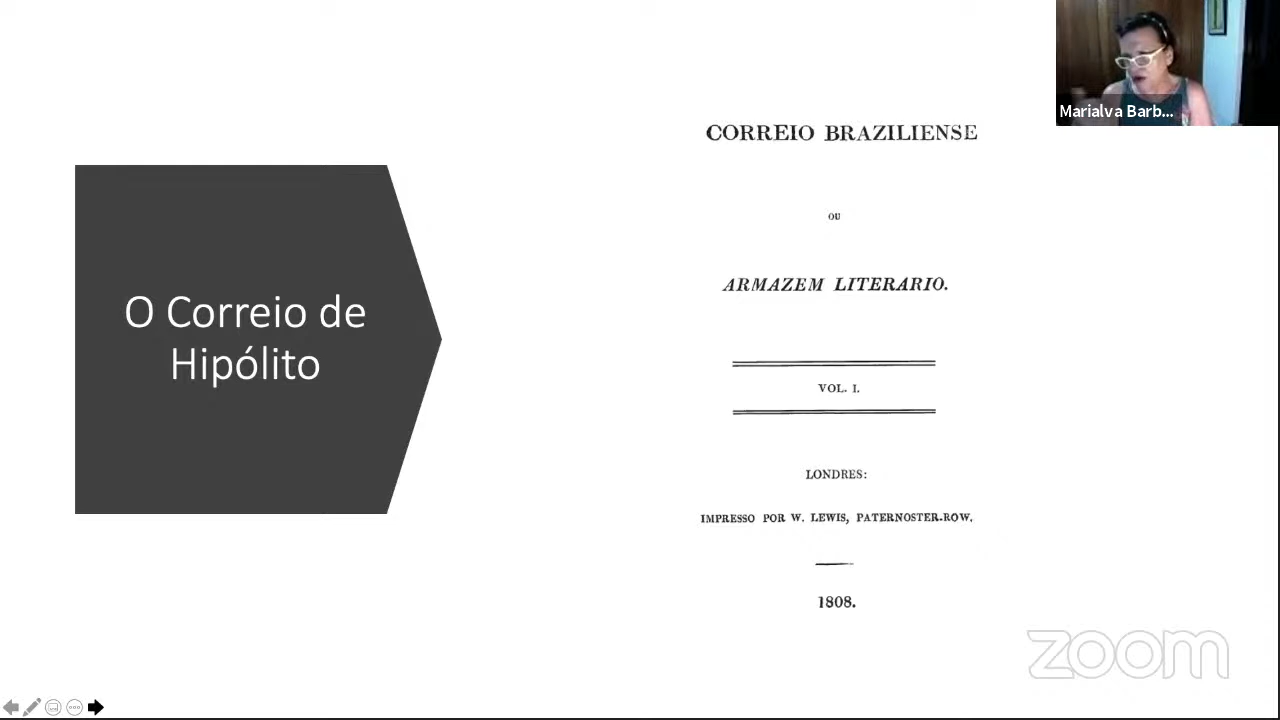 Marialva Barb...
O Correio de
Hipólito
CORREIO BRAZILIENSE
OU
ARMAZEM LITERARIO.
VOL. I.
LONDRES:
IMPRESSO POR W. LEWIS, PATERNOSTER-ROW.
1808.
zoom